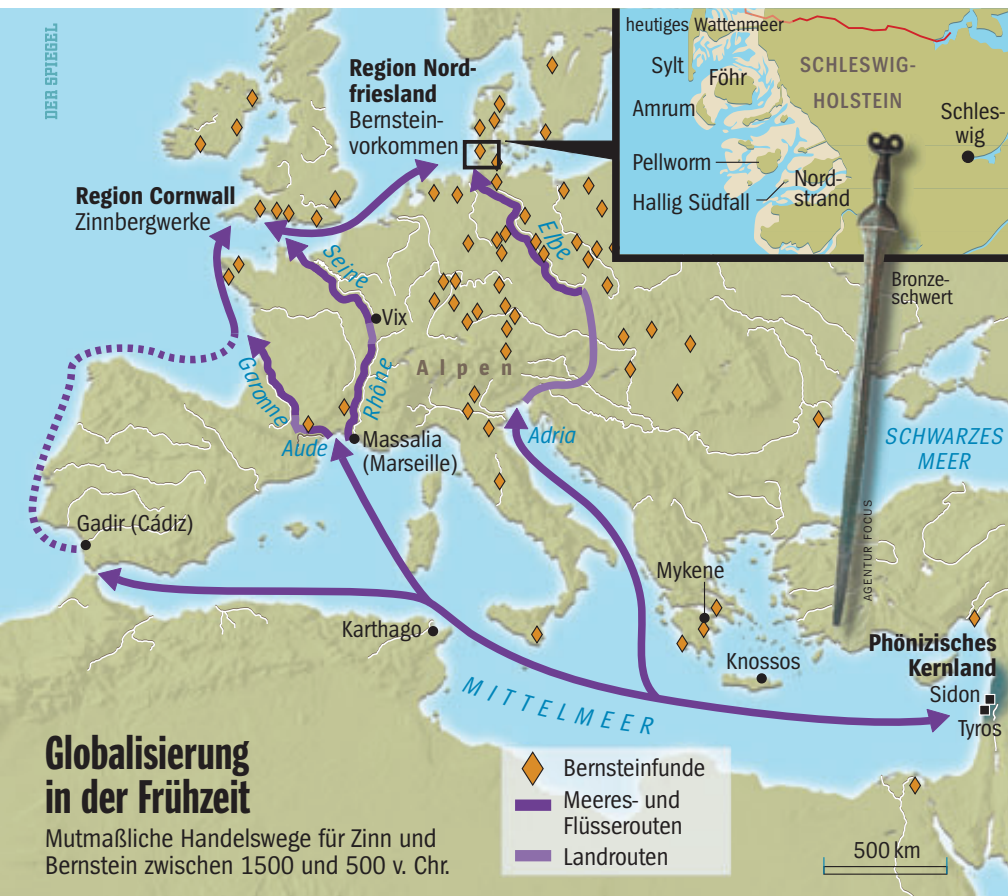 DER SPIEGEL
Region Nord-
friesland
Bernstein-
vorkommen
Region Cornwall
Zinnbergwerke
heutiges Wattenmeer
Sylt
Föhr
Amrum
SCHLESWIG-
HOLSTEIN
Schles-
wig
Pellworm
Hallig Südfall
Nord-
strand
Bronze-
schwert
Elbe
Seine
Vix
Alpen
Garonne
Rhône
Aude
Massalia
(Marseille)
Adria
SCHWARZES
MEER
Gadir (Cádiz)
AGENTUR FOCUS
Mykene
Karthago
Knossos
Phönizisches
Kernland
Sidon
Tyros
MITTELMEER
Globalisierung
in der Frühzeit
Mutmaßliche Handelswege für Zinn und
Bernstein zwischen 1500 und 500 v. Chr.
Bernsteinfunde
Meeres- und
Flüsserouten
Landrouten
500 km